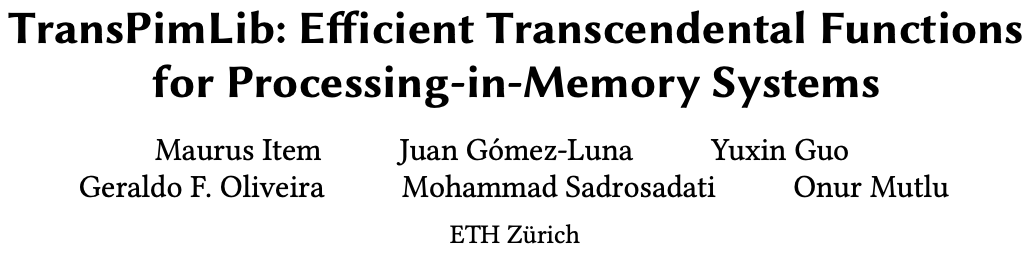 TransPimLib: Efficient Transcendental Functions
for Processing-in-Memory Systems
Maurus Item Juan Gómez-Luna Yuxin Guo
Geraldo F. Oliveira Mohammad Sadrosadati Onur Mutlu
ETH Zürich